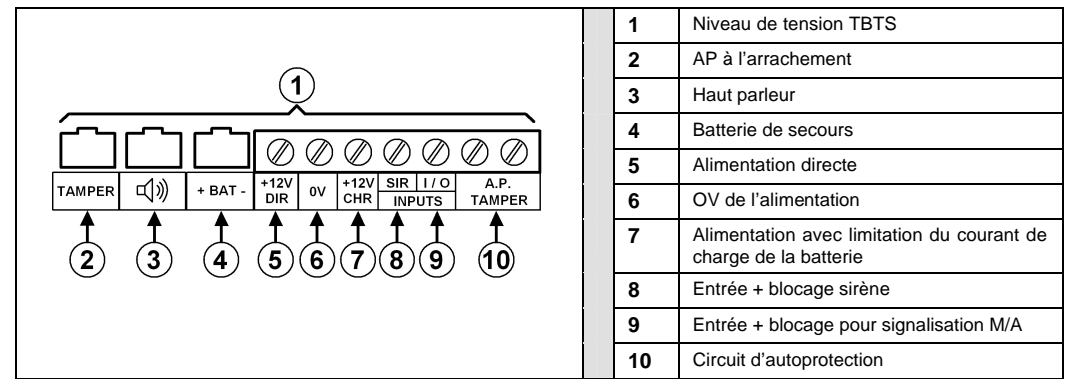 1
TAMPER
+ BAT -
+12V DIR
0V
+12V CHR
SIR
I / O
INPUTS
A.P. TAMPER
2
3
4
5
6
7
8
9
10
1 Niveau de tension TBTS
2 AP à l'arrachement
3 Haut parleur
4 Batterie de secours
5 Alimentation directe
6 OV de l'alimentation
7 Alimentation avec limitation du courant de
charge de la batterie
8 Entrée + blocage sirène
9 Entrée + blocage pour signalisation M/A
10 Circuit d'autoprotection